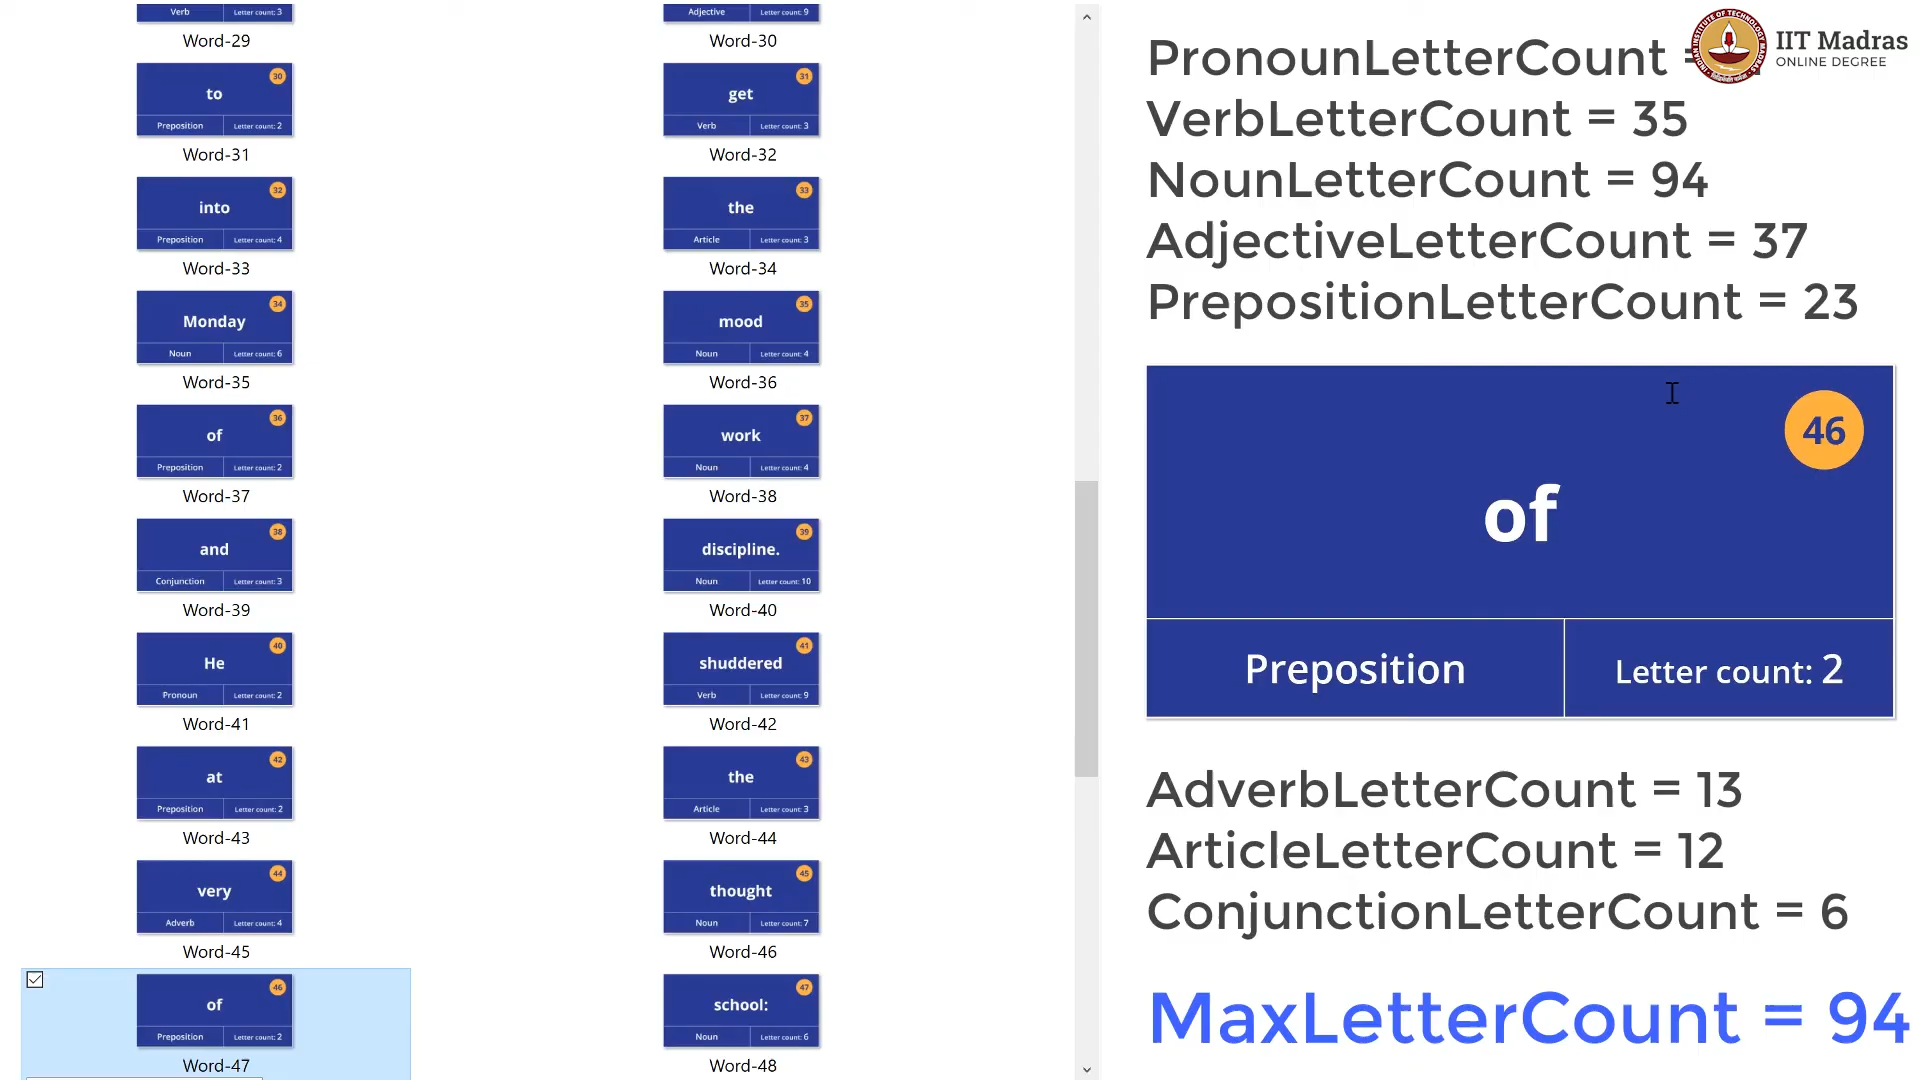 Verb Letter count: 3
Word-29
Adjective Letter count: 9
Word-30
30
to
Preposition Letter count: 2
Word-31
31
get
Verb Letter count: 3
Word-32
32
into
Preposition Letter count: 4
Word-33
33
the
Article Letter count: 3
Word-34
34
Monday
Noun Letter count: 6
Word-35
35
mood
Noun Letter count: 4
Word-36
36
of
Preposition Letter count: 2
Word-37
37
work
Noun Letter count: 4
Word-38
38
and
Conjunction Letter count: 3
Word-39
39
discipline.
Noun Letter count: 10
Word-40
40
He
Pronoun Letter count: 2
Word-41
41
shuddered
Verb Letter count: 9
Word-42
42
at
Preposition Letter count: 2
Word-43
43
the
Article Letter count: 3
Word-44
44
very
Adverb Letter count: 4
Word-45
45
thought
Noun Letter count: 7
Word-46
46
of
Preposition Letter count: 2
Word-47
47
school:
Noun Letter count: 6
Word-48
PronounLetterCount =
IIT Madras
ONLINE DEGREE
VerbLetterCount = 35
NounLetterCount = 94
AdjectiveLetterCount = 37
PrepositionLetterCount = 23
46
of
Preposition Letter count: 2
AdverbLetterCount = 13
ArticleLetterCount = 12
ConjunctionLetterCount = 6
MaxLetterCount = 94